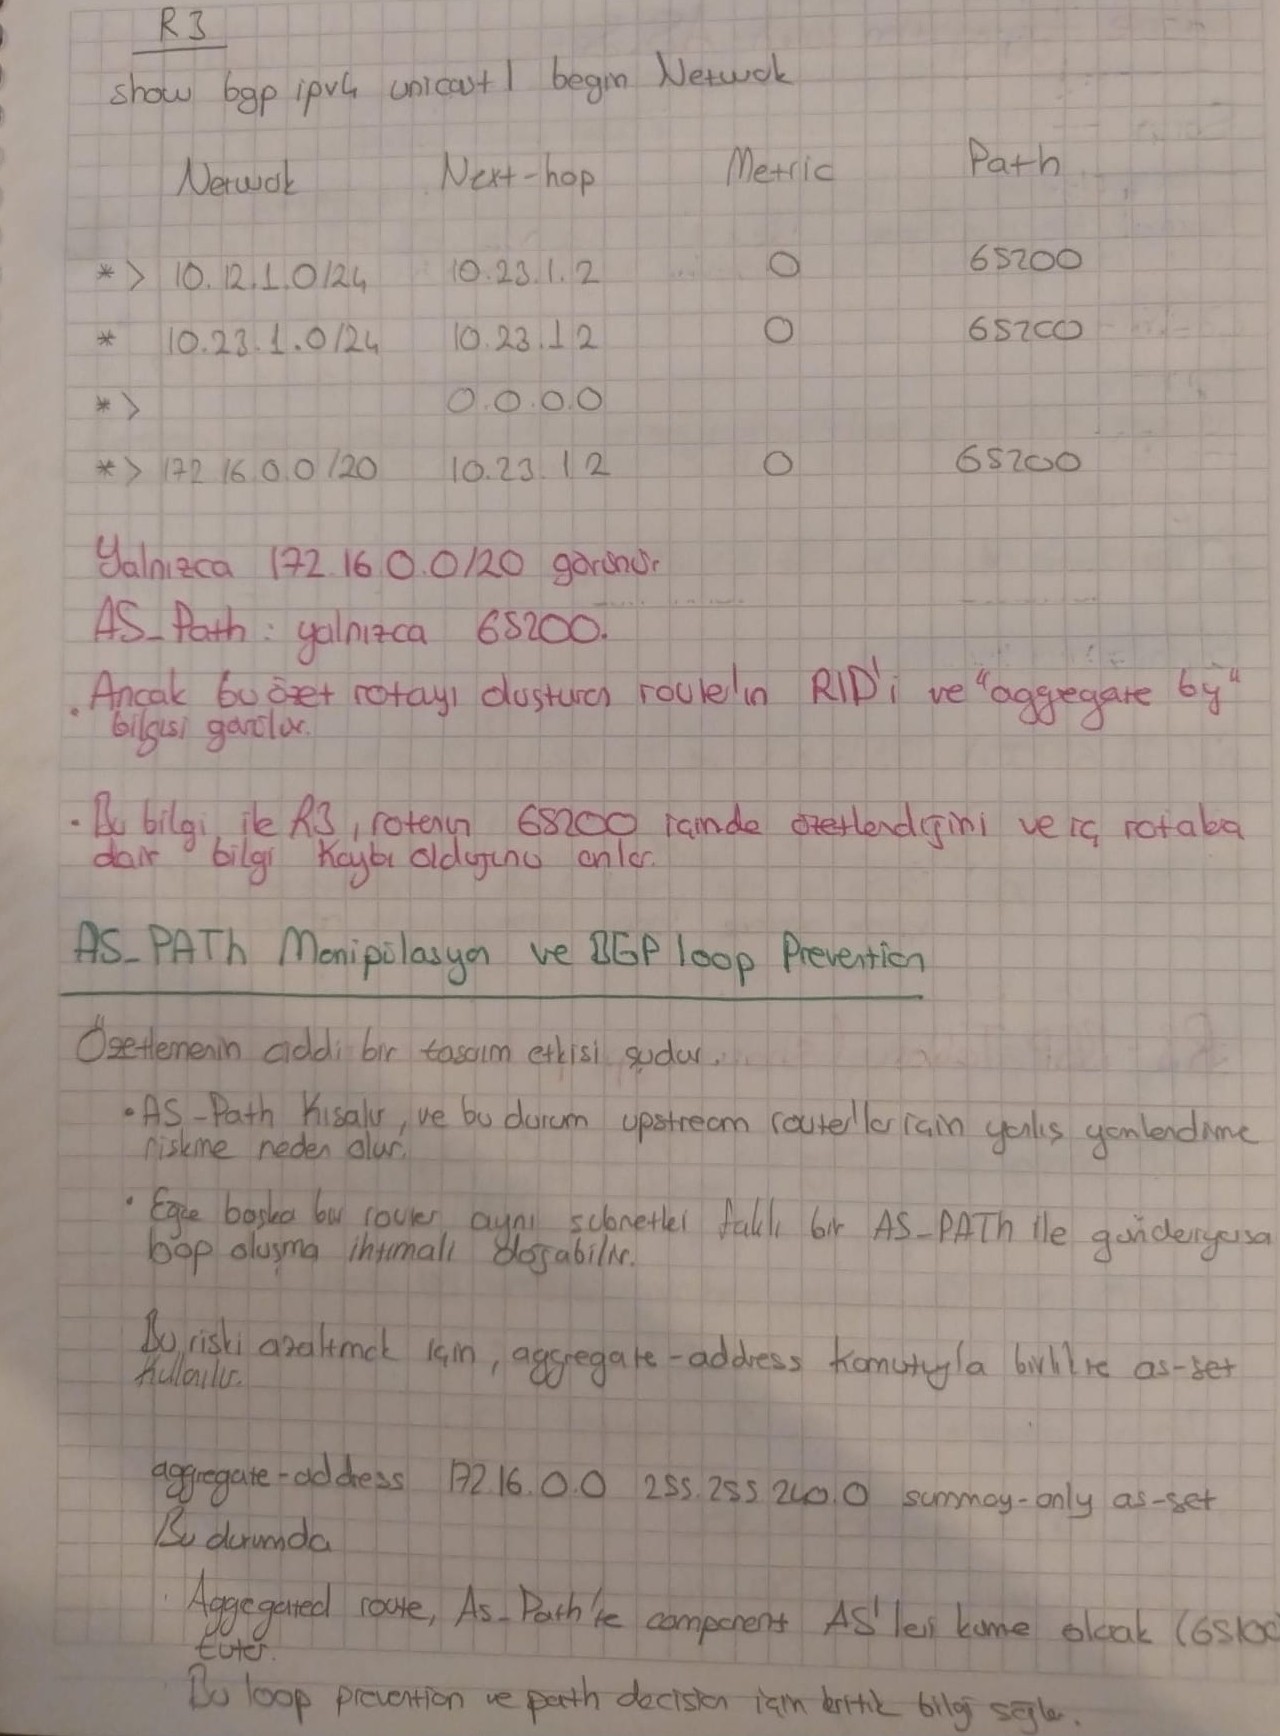 R3
show bgp ipv4 unicast | begin Netwok
Netwok Next-hop Metric Path
*> 10.12.1.0/24 10.23.1.2 0 65200
* 10.23.1.0/24 10.23.1 2 0 65200
*> 0.0.0.0
*> 172 16.0.0/20 10.23.1 2 0 65200
Yalnızca 172.16.0.0/20 görünür
AS_Path: yalnızca 65200.
. Ancak bu özet rotayı oluşturan router'ın RID'i ve "aggregate by"
bilgisi görülür.
. Bu bilgi ile R3, rotanın 65200 içinde özetlendiğini ve iç rotalara
dair bilgi kaybı olduğunu anlar.
AS_PATh Manipülasyon ve BGP loop Prevention
Özetlemenin ciddi bir tasarım etkisi şudur.
• AS-Path kısalır, ve bu durum upstream router'lar için yanlış yönlendirme
riskine neden olur.
• Eğer başka bir router aynı subnetleri farklı bir AS_PATh ile gönderiyorsa
loop oluşma ihtimali doğabilir.
Bu riski azaltmak için, aggregate-address komutuyla birlikte as-set
kullanılır.
aggregate-address 172.16.0.0 255.255.240.0 summay-only as-set
Bu durumda
. Aggegated route, As_Path'te component AS'leri küme olarak (65100
tutar.
Bu loop prevention ve path decision için kritik bilgi sağlar.